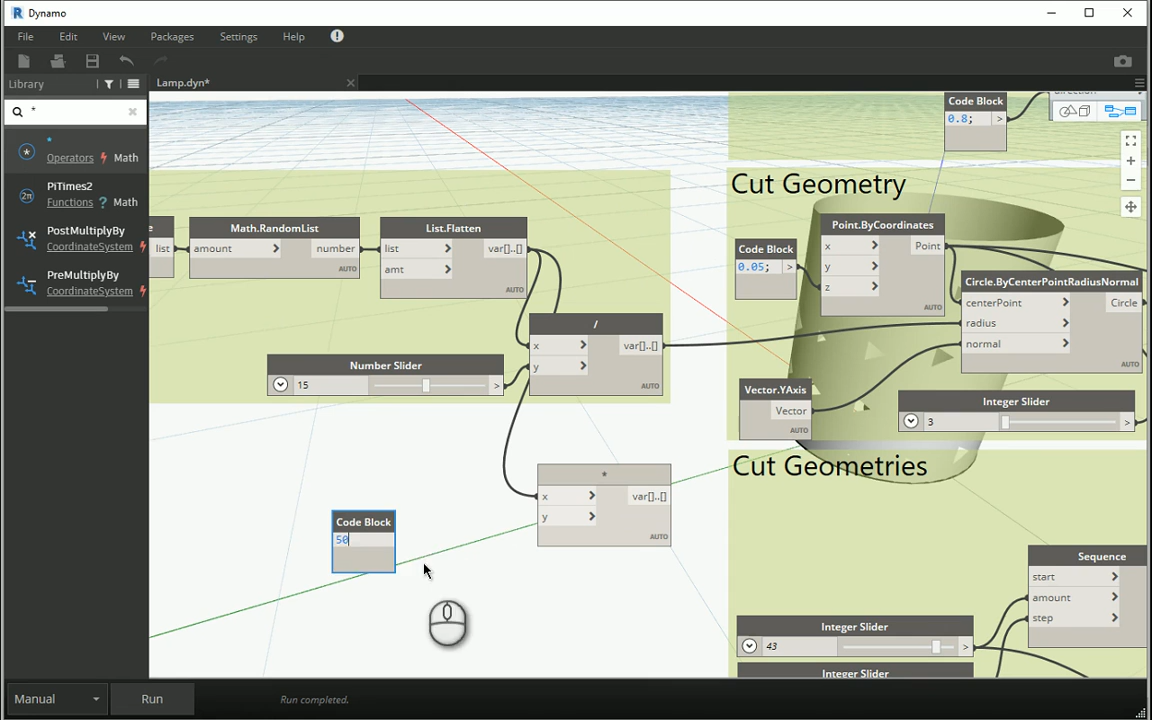 Dynamo
File Edit View Packages Settings Help
Library
Lamp.dyn*
*
*
Operators Math
PiTimes2
Functions ? Math
PostMultiplyBy
CoordinateSystem
PreMultiplyBy
CoordinateSystem
list
Math.RandomList
amount > number
AUTO
List.Flatten
list > var[]..[]
amt >
AUTO
/
x > var[]..[]
y >
AUTO
Number Slider
15 >
Code Block
50
*
x > var[]..[]
y >
AUTO
Code Block
0.8; >
direction
Cut Geometry
Code Block
0.05; >
Point.ByCoordinates
x > Point
y >
z >
AUTO
Circle.ByCenterPointRadiusNormal
centerPoint > Circle
radius >
normal >
AUTO
Vector.YAxis
Vector
AUTO
Integer Slider
3 >
Cut Geometries
Sequence
start >
amount >
step >
Integer Slider
43 >
Integer Slider
Manual Run Run completed.